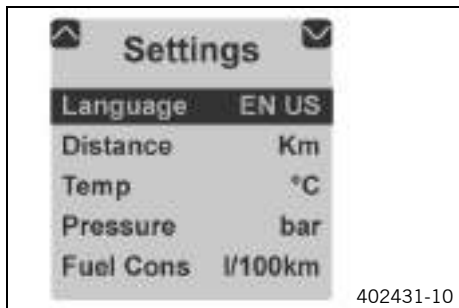 Settings
Language EN US
Distance Km
Temp °C
Pressure bar
Fuel Cons l/100km
402431-10